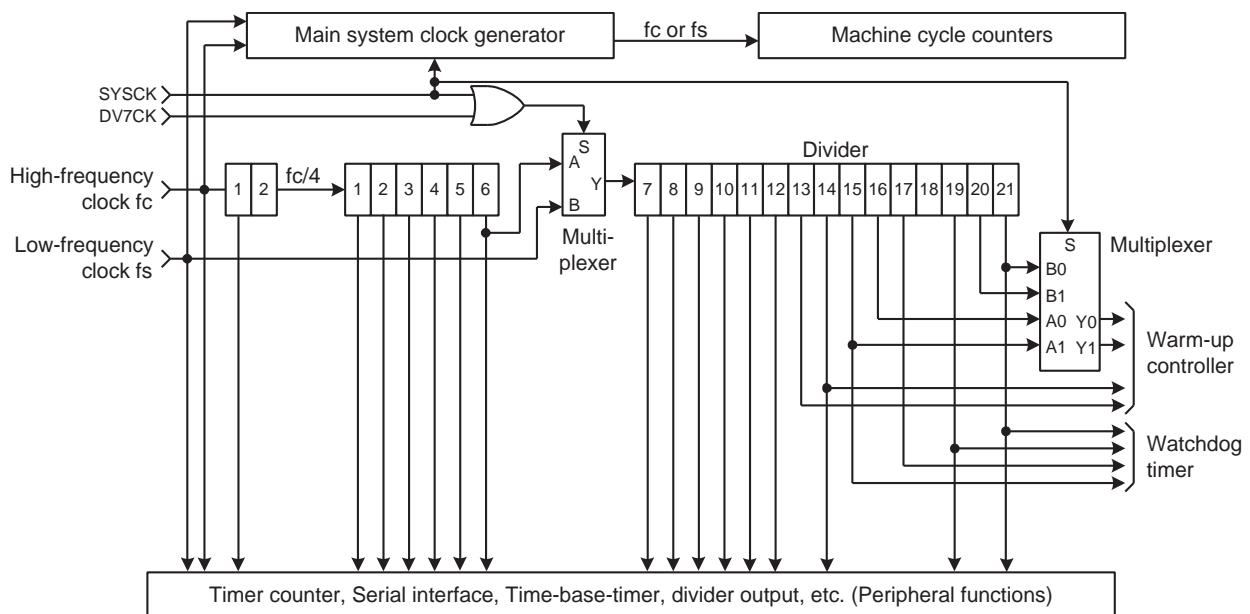 Main system clock generator
fc or fs
Machine cycle counters
SYSCK
DV7CK
High-frequency
clock fc
1 2
fc/4
1 2 3 4 5 6
S
A
Y
B
Multi-
plexer
Divider
7 8 9 10 11 12 13 14 15 16 17 18 19 20 21
Low-frequency
clock fs
S
B0
B1
A0 Y0
A1 Y1
Multiplexer
Warm-up
controller
Watchdog
timer
Timer counter, Serial interface, Time-base-timer, divider output, etc. (Peripheral functions)